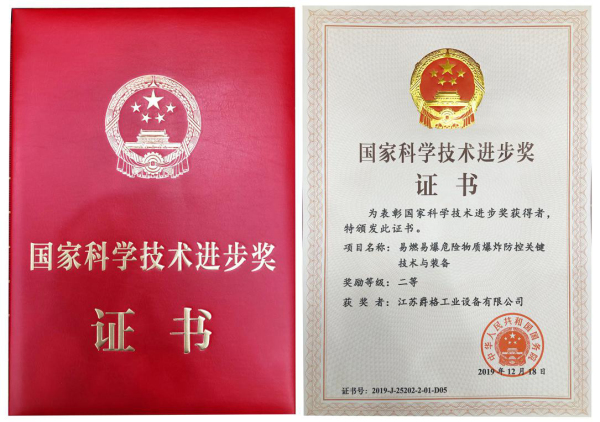 国家科学技术进步奖
证书
国家科学技术进步奖
证书
为表彰国家科学技术进步奖获得者，
特颁发此证书。
项目名称：易燃易爆危险物质爆炸防控关键
技术与装备
奖励等级：二等
获奖者：江苏爵格工业设备有限公司
中华人民共和国国务院
2019年12月18日
证书号：2019-J-25202-2-01-D05